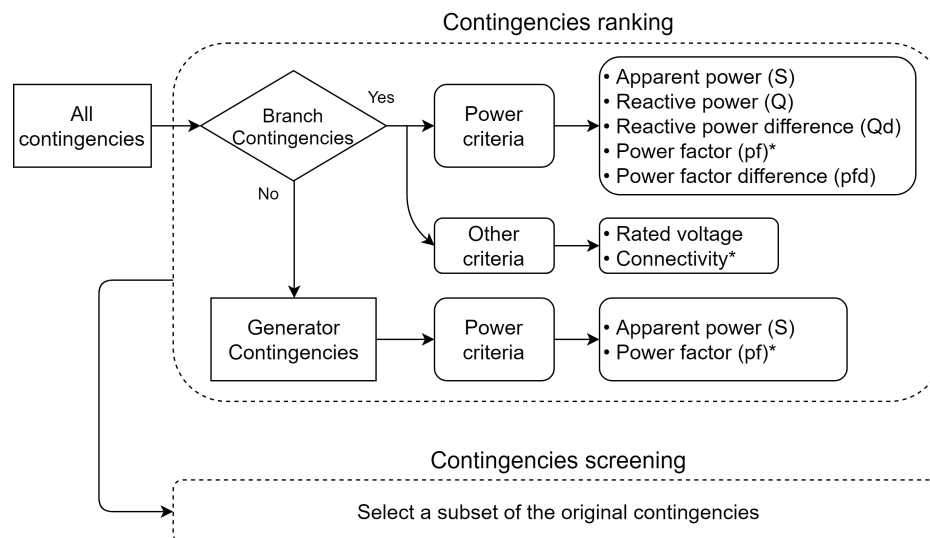 Contingencies ranking
All
contingencies
Branch
Contingencies
Yes
No
Power
criteria
• Apparent power (S)
• Reactive power (Q)
• Reactive power difference (Qd)
• Power factor (pf)*
• Power factor difference (pfd)
Other
criteria
• Rated voltage
• Connectivity*
Generator
Contingencies
Power
criteria
• Apparent power (S)
• Power factor (pf)*
Contingencies screening
Select a subset of the original contingencies